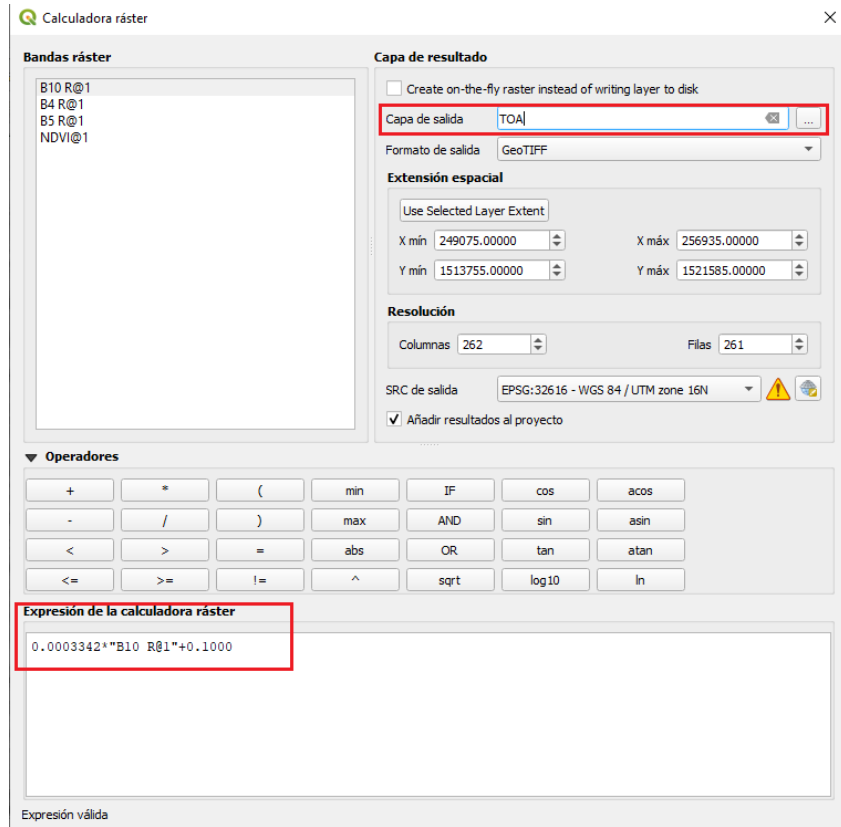 Calculadora ráster
Bandas ráster
B10 R@1
B4 R@1
B5 R@1
NDVI@1
Capa de resultado
Create on-the-fly raster instead of writing layer to disk
Capa de salida TOA ...
Formato de salida GeoTIFF
Extensión espacial
Use Selected Layer Extent
X mín 249075.00000 X máx 256935.00000
Y mín 1513755.00000 Y máx 1521585.00000
Resolución
Columnas 262 Filas 261
SRC de salida EPSG:32616 - WGS 84 / UTM zone 16N
Añadir resultados al proyecto
Operadores
+ * ( min IF cos acos
- / ) max AND sin asin
< > = abs OR tan atan
<= >= != ^ sqrt log10 ln
Expresión de la calculadora ráster
0.0003342*"B10 R@1"+0.1000
Expresión válida